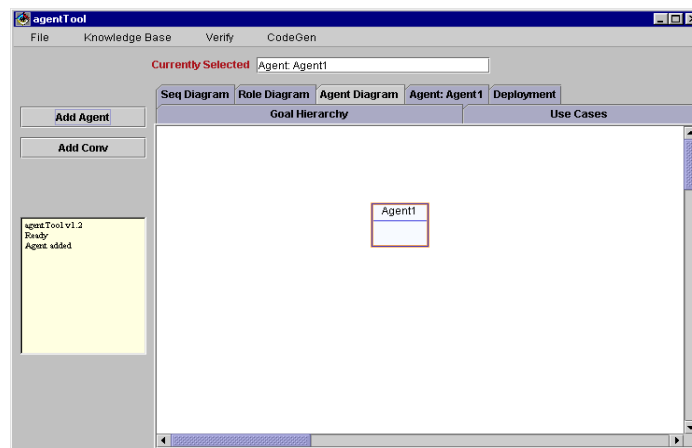 agentTool
File Knowledge Base Verify CodeGen
Currently Selected Agent: Agent1
Seq Diagram Role Diagram Agent Diagram Agent: Agent1 Deployment
Goal Hierarchy Use Cases
Add Agent
Add Conv
Agent1
agentTool v1.2
Ready
Agent added